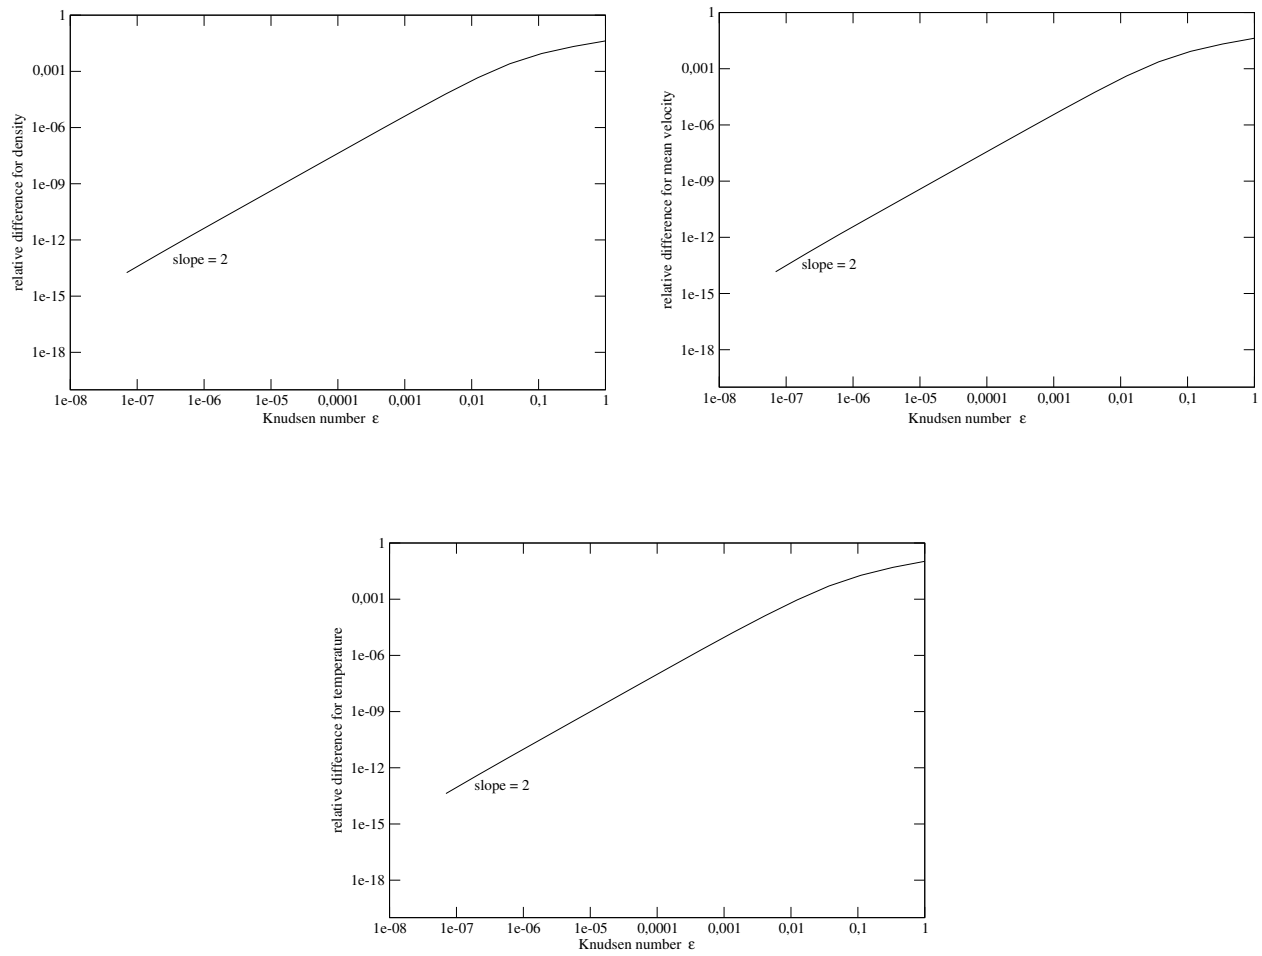 1
0,001
1e-06
1e-09
1e-12
1e-15
1e-18
relative difference for density
slope = 2
1e-08 1e-07 1e-06 1e-05 0,0001 0,001 0,01 0,1 1
Knudsen number ε
1
0,001
1e-06
1e-09
1e-12
1e-15
1e-18
relative difference for mean velocity
slope = 2
1e-08 1e-07 1e-06 1e-05 0,0001 0,001 0,01 0,1 1
Knudsen number ε
1
0,001
1e-06
1e-09
1e-12
1e-15
1e-18
relative difference for temperature
slope = 2
1e-08 1e-07 1e-06 1e-05 0,0001 0,001 0,01 0,1 1
Knudsen number ε